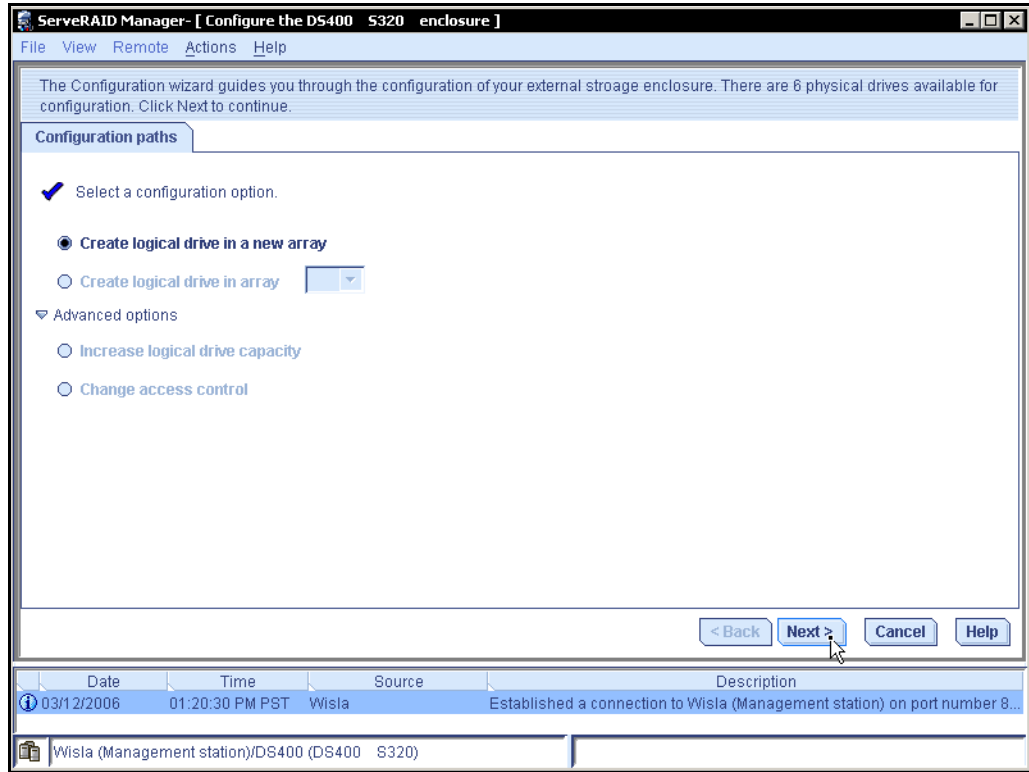 ServeRAID Manager- [ Configure the DS400 S320 enclosure ]
File View Remote Actions Help
The Configuration wizard guides you through the configuration of your external stroage enclosure. There are 6 physical drives available for
configuration. Click Next to continue.
Configuration paths
Select a configuration option.
Create logical drive in a new array
Create logical drive in array
Advanced options
Increase logical drive capacity
Change access control
< Back Next > Cancel Help
Date Time Source Description
03/12/2006 01:20:30 PM PST Wisla Established a connection to Wisla (Management station) on port number 8...
Wisla (Management station)/DS400 (DS400 S320)